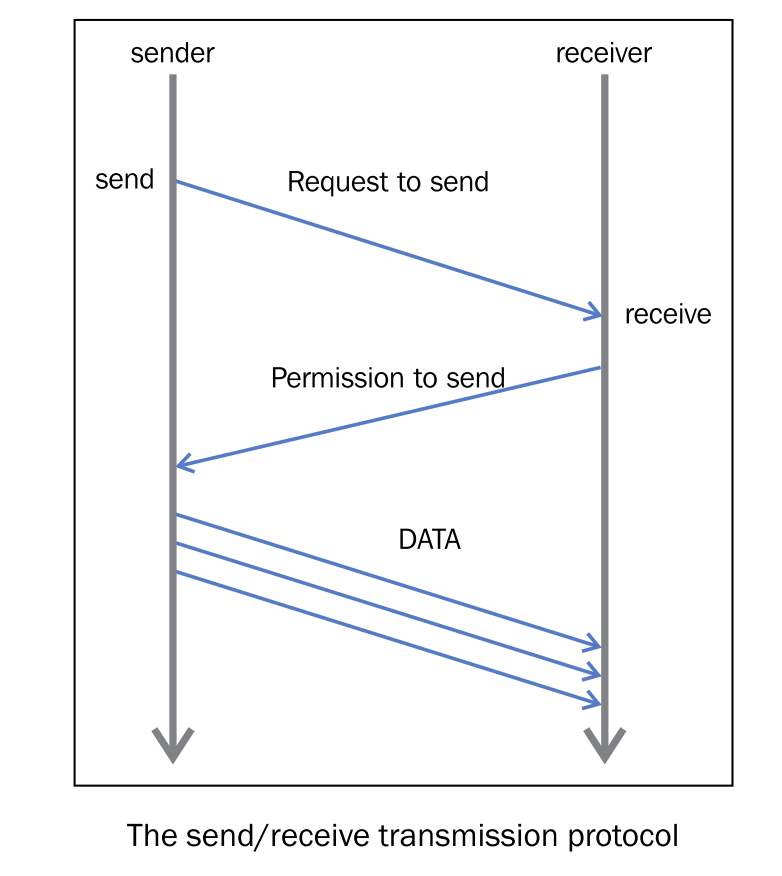 sender
receiver
send
Request to send
receive
Permission to send
DATA
The send/receive transmission protocol